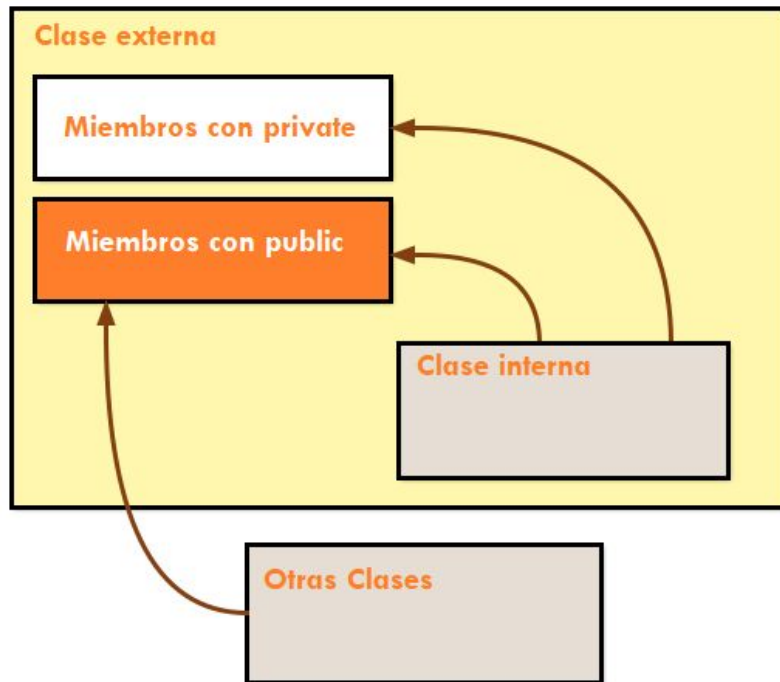 Clase externa
Miembros con private
Miembros con public
Clase interna
Otras Clases